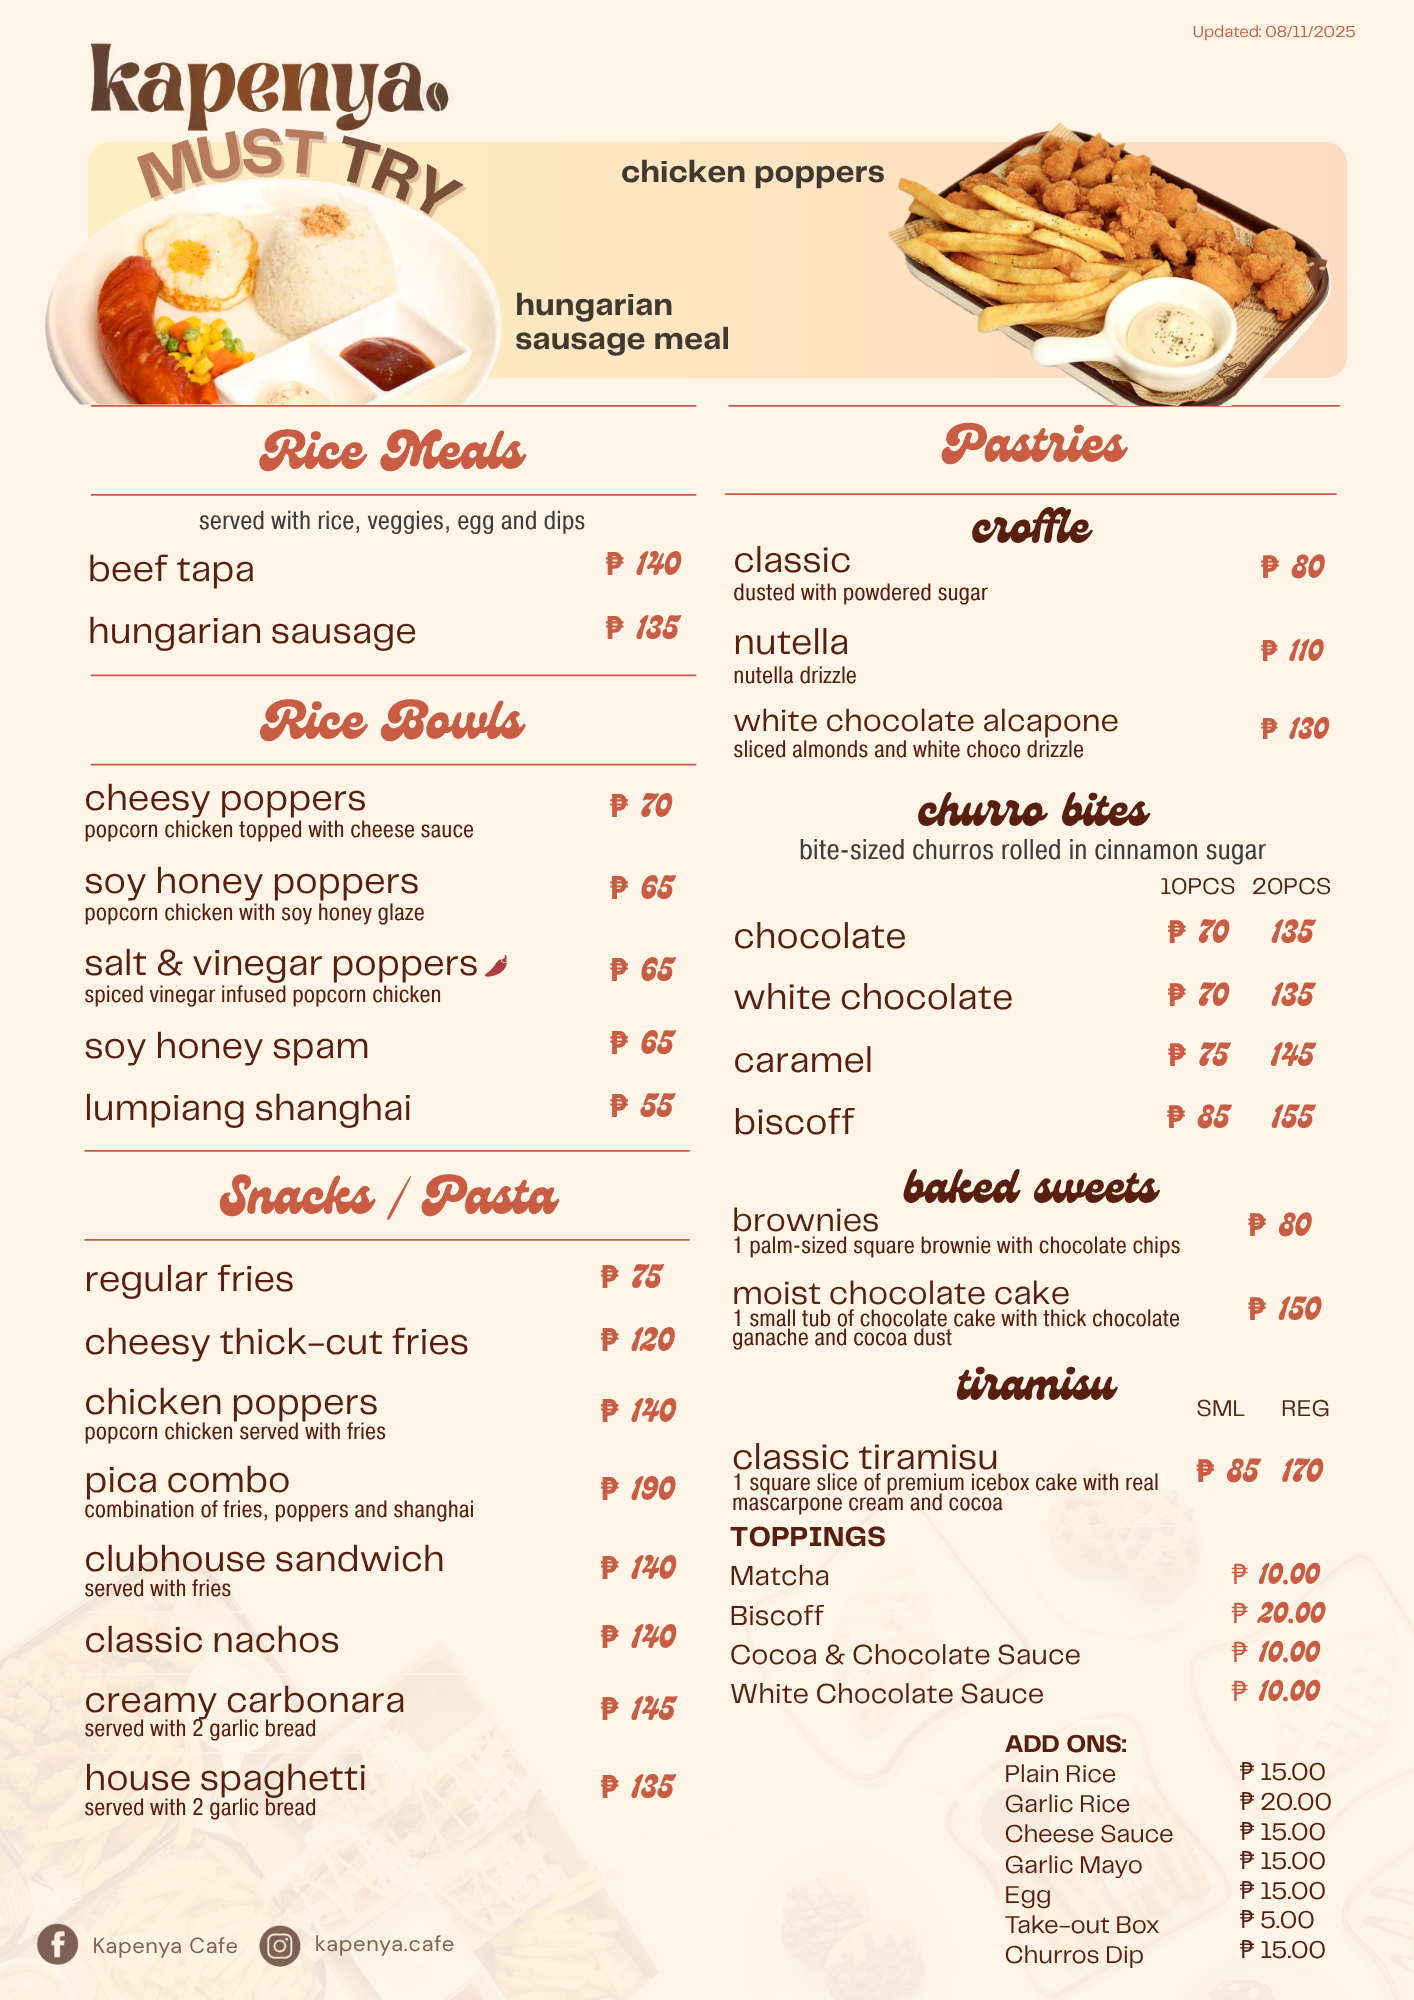 Updated: 08/11/2025
kapenya.
MUST TRY
chicken poppers
hungarian
sausage meal
Rice Meals
served with rice, veggies, egg and dips
beef tapa ₱ 140
hungarian sausage ₱ 135
Rice Bowls
cheesy poppers ₱ 70
popcorn chicken topped with cheese sauce
soy honey poppers ₱ 65
popcorn chicken with soy honey glaze
salt & vinegar poppers ₱ 65
spiced vinegar infused popcorn chicken
soy honey spam ₱ 65
lumpiang shanghai ₱ 55
Snacks / Pasta
regular fries ₱ 75
cheesy thick-cut fries ₱ 120
chicken poppers ₱ 140
popcorn chicken served with fries
pica combo ₱ 190
combination of fries, poppers and shanghai
clubhouse sandwich ₱ 140
served with fries
classic nachos ₱ 140
creamy carbonara ₱ 145
served with 2 garlic bread
house spaghetti ₱ 135
served with 2 garlic bread
Pastries
croffle
classic ₱ 80
dusted with powdered sugar
nutella ₱ 110
nutella drizzle
white chocolate alcapone ₱ 130
sliced almonds and white choco drizzle
churro bites
bite-sized churros rolled in cinnamon sugar
10PCS 20PCS
chocolate ₱ 70 135
white chocolate ₱ 70 135
caramel ₱ 75 145
biscoff ₱ 85 155
baked sweets
brownies ₱ 80
1 palm-sized square brownie with chocolate chips
moist chocolate cake ₱ 150
1 small tub of chocolate cake with thick chocolate
ganache and cocoa dust
tiramisu
SML REG
classic tiramisu ₱ 85 170
1 square slice of premium icebox cake with real
mascarpone cream and cocoa
TOPPINGS
Matcha ₱ 10.00
Biscoff ₱ 20.00
Cocoa & Chocolate Sauce ₱ 10.00
White Chocolate Sauce ₱ 10.00
ADD ONS:
Plain Rice ₱ 15.00
Garlic Rice ₱ 20.00
Cheese Sauce ₱ 15.00
Garlic Mayo ₱ 15.00
Egg ₱ 15.00
Take-out Box ₱ 5.00
Churros Dip ₱ 15.00
Kapenya Cafe kapenya.cafe